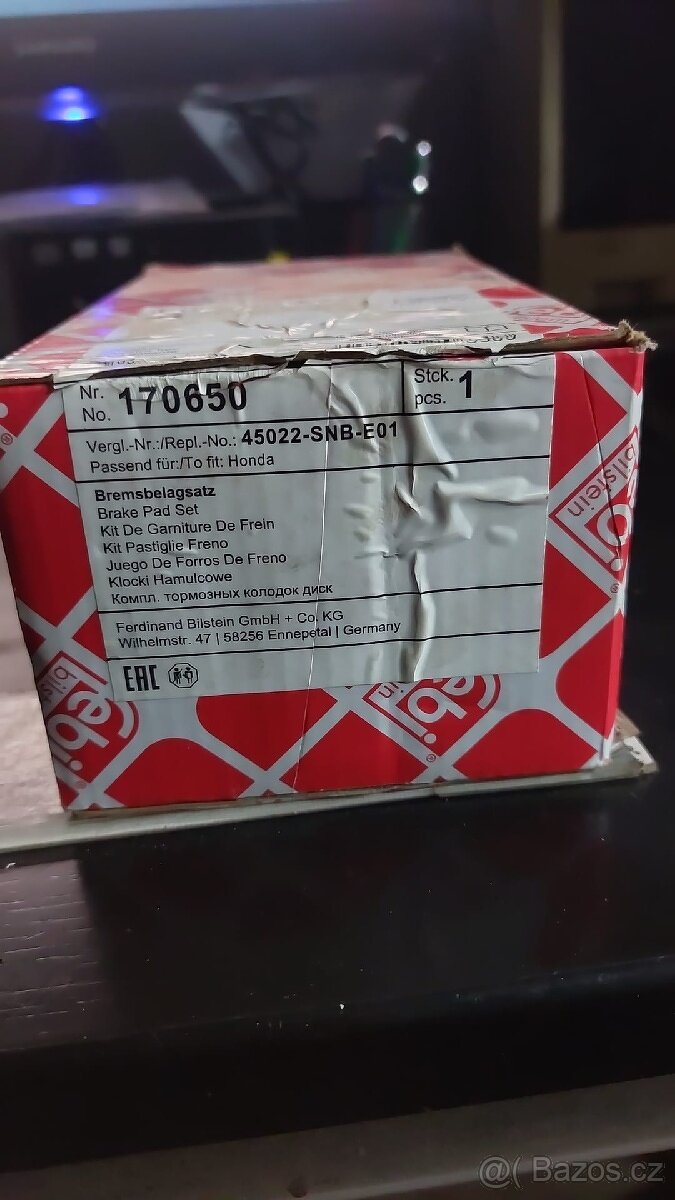 SAMSUNG
Nr.
No. 170650
Stck.
pcs. 1
Vergl.-Nr.:/Repl.-No.: 45022-SNB-E01
Passend für:/To fit: Honda
Bremsbelagsatz
Brake Pad Set
Kit De Garniture De Frein
Kit Pastiglie Freno
Juego De Forros De Freno
Klocki Hamulcowe
Компл. тормозных колодок диск
Ferdinand Bilstein GmbH + Co. KG
Wilhelmstr. 47 | 58256 Ennepetal | Germany
EAC
febi
bilstein
febi
bilstein
febi
bilstein
@( Bazos.cz